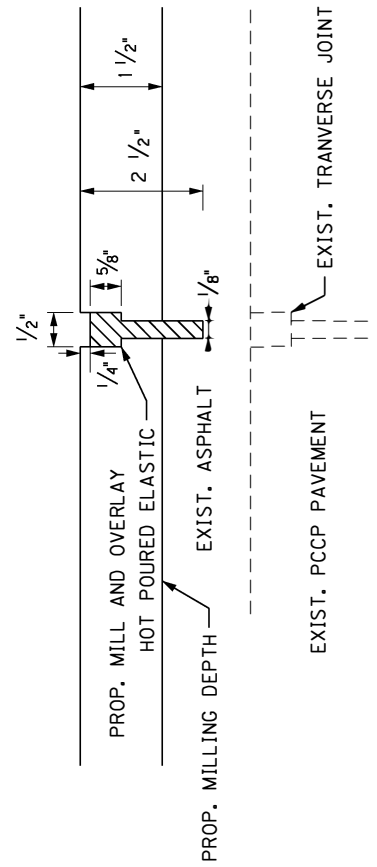 1/2"
1/4"
5/8"
1 1/2"
2 1/2"
1/8"
PROP. MILL AND OVERLAY
HOT POURED ELASTIC
PROP. MILLING DEPTH
EXIST. ASPHALT
EXIST. PCCP PAVEMENT
EXIST. TRANVERSE JOINT